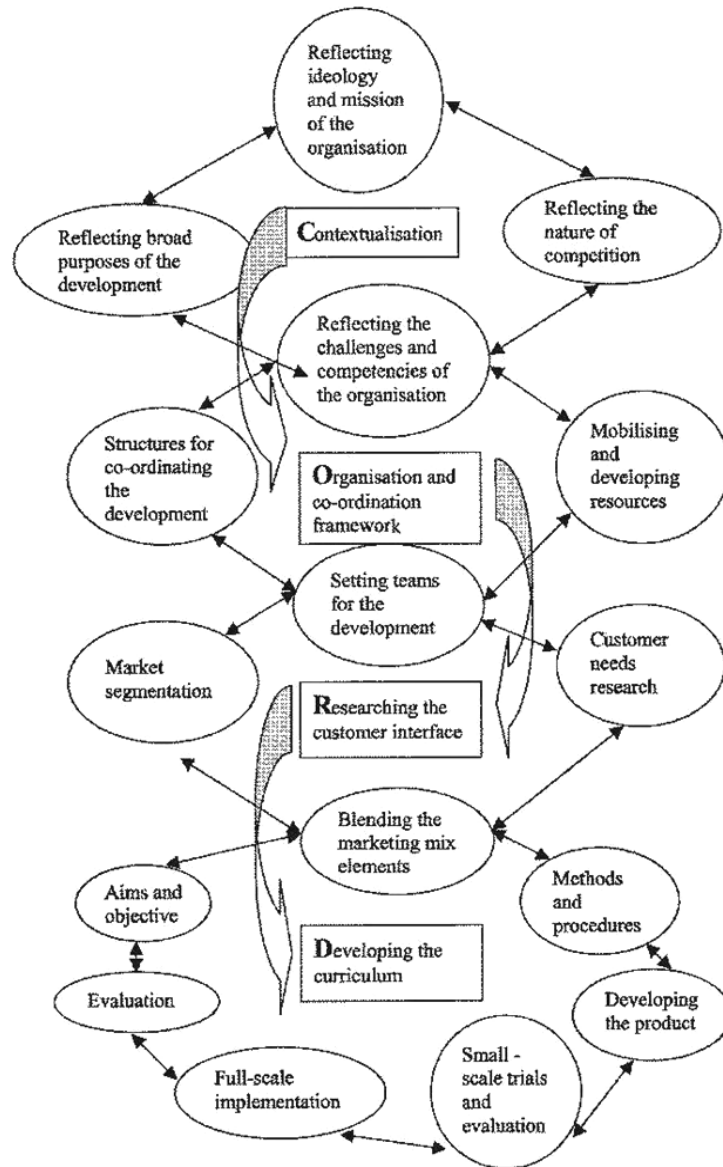 Reflecting
ideology
and mission
of the
organisation
Contextualisation
Reflecting broad
purposes of the
development
Reflecting the
nature of
competition
Reflecting the
challenges and
competencies of
the organisation
Structures for
co-ordinating
the
development
Mobilising
and
developing
resources
Organisation and
co-ordination
framework
Setting teams
for the
development
Market
segmentation
Customer
needs
research
Researching the
customer interface
Blending the
marketing mix
elements
Aims and
objective
Methods
and
procedures
Developing the
curriculum
Evaluation
Developing
the product
Full-scale
implementation
Small -
scale trials
and
evaluation